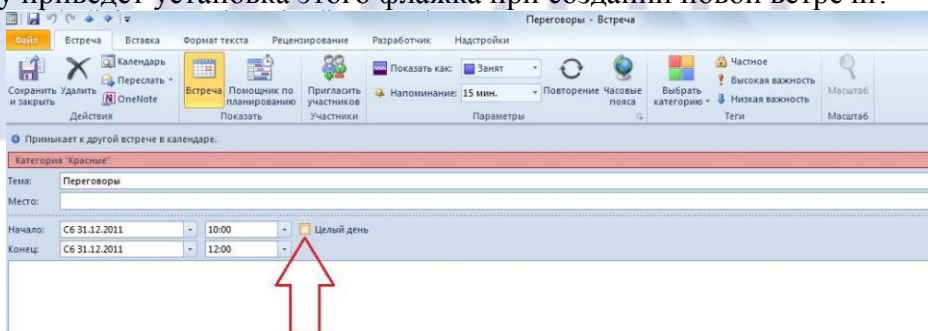 у приведет установка этого флажка при создании новой встречи?
Переговоры - Встреча
Файл Встреча Вставка Формат текста Рецензирование Разработчик Надстройки
Сохранить и закрыть
Удалить
Календарь
Переслать
OneNote
Действия
Встреча
Помощник по планированию
Показать
Пригласить участников
Участники
Показать как: Занят
Напоминание: 15 мин.
Повторение
Часовые пояса
Параметры
Выбрать категорию
Частное
Высокая важность
Низкая важность
Теги
Масштаб
Масштаб
Примыкает к другой встрече в календаре.
Категория "Красные"
Тема: Переговоры
Место:
Начало: Сб 31.12.2011 10:00 Целый день
Конец: Сб 31.12.2011 12:00